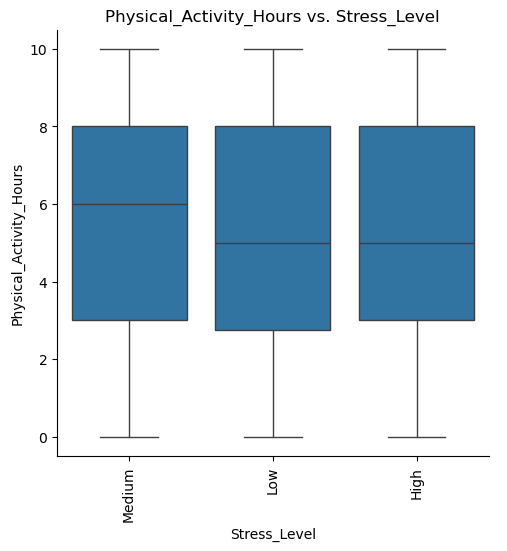 Physical_Activity_Hours vs. Stress_Level
10
8
6
4
2
0
Physical_Activity_Hours
Medium
Low
High
Stress_Level